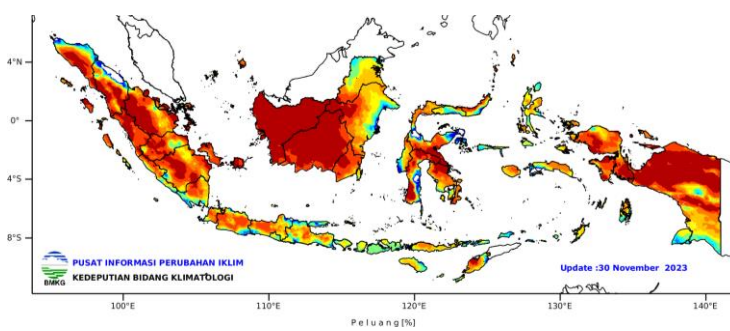 4°N
0°
4°S
8°S
PUSAT INFORMASI PERUBAHAN IKLIM
KEDEPUTIAN BIDANG KLIMATOLOGI
BMKG
Update :30 November 2023
100°E
110°E
120°E
130°E
140°E
Peluang[%]